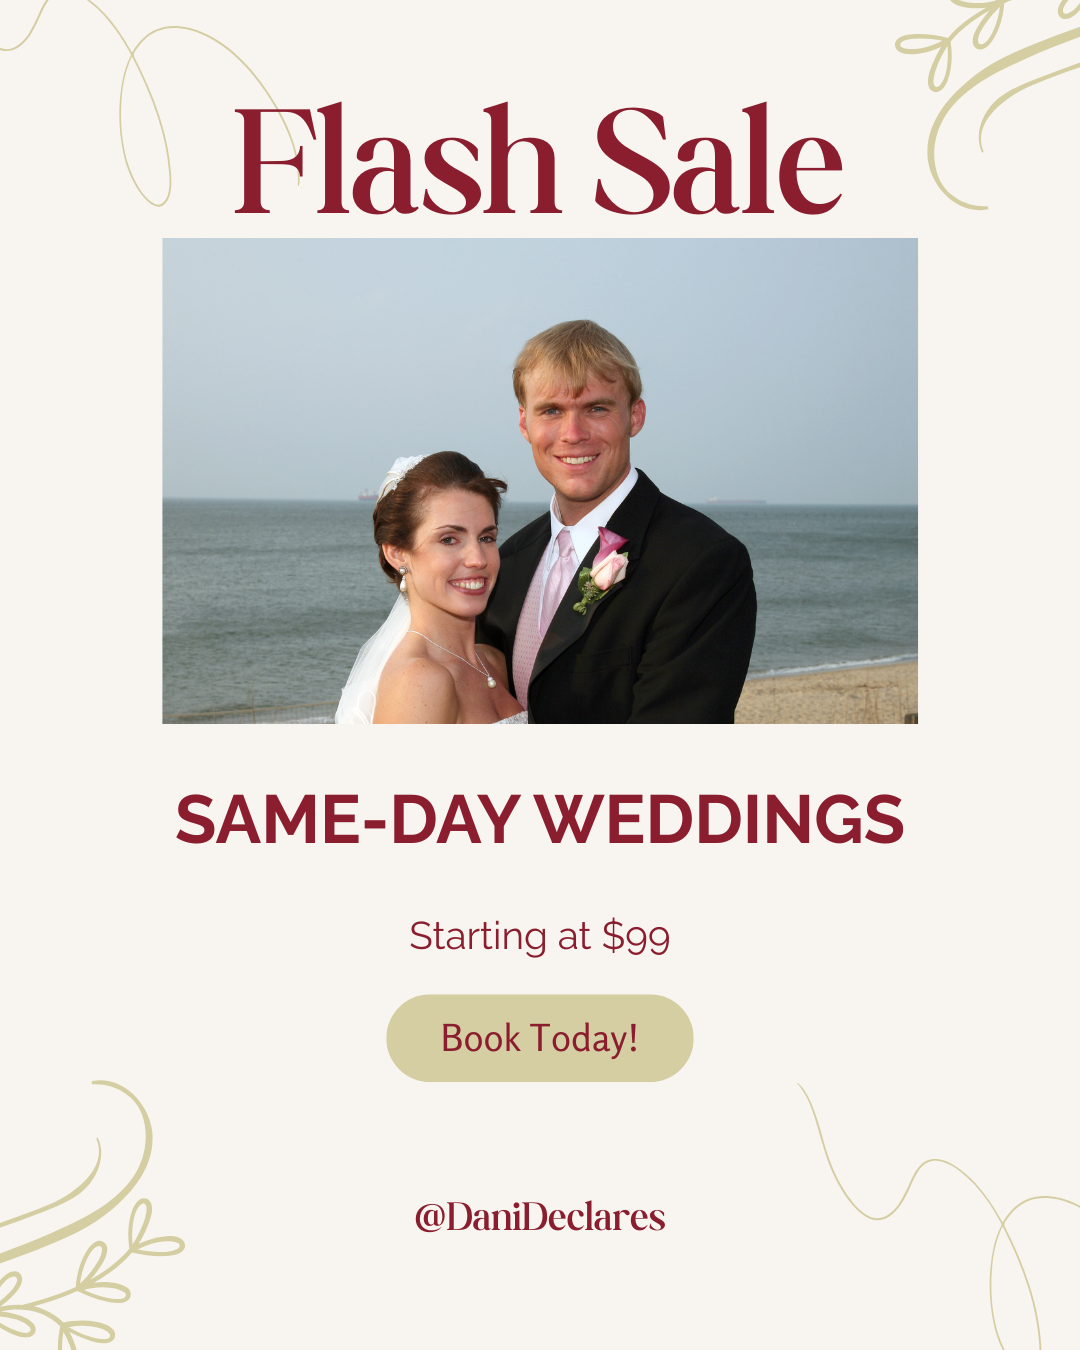 Flash Sale
SAME-DAY WEDDINGS
Starting at $99
Book Today!
@DaniDeclares